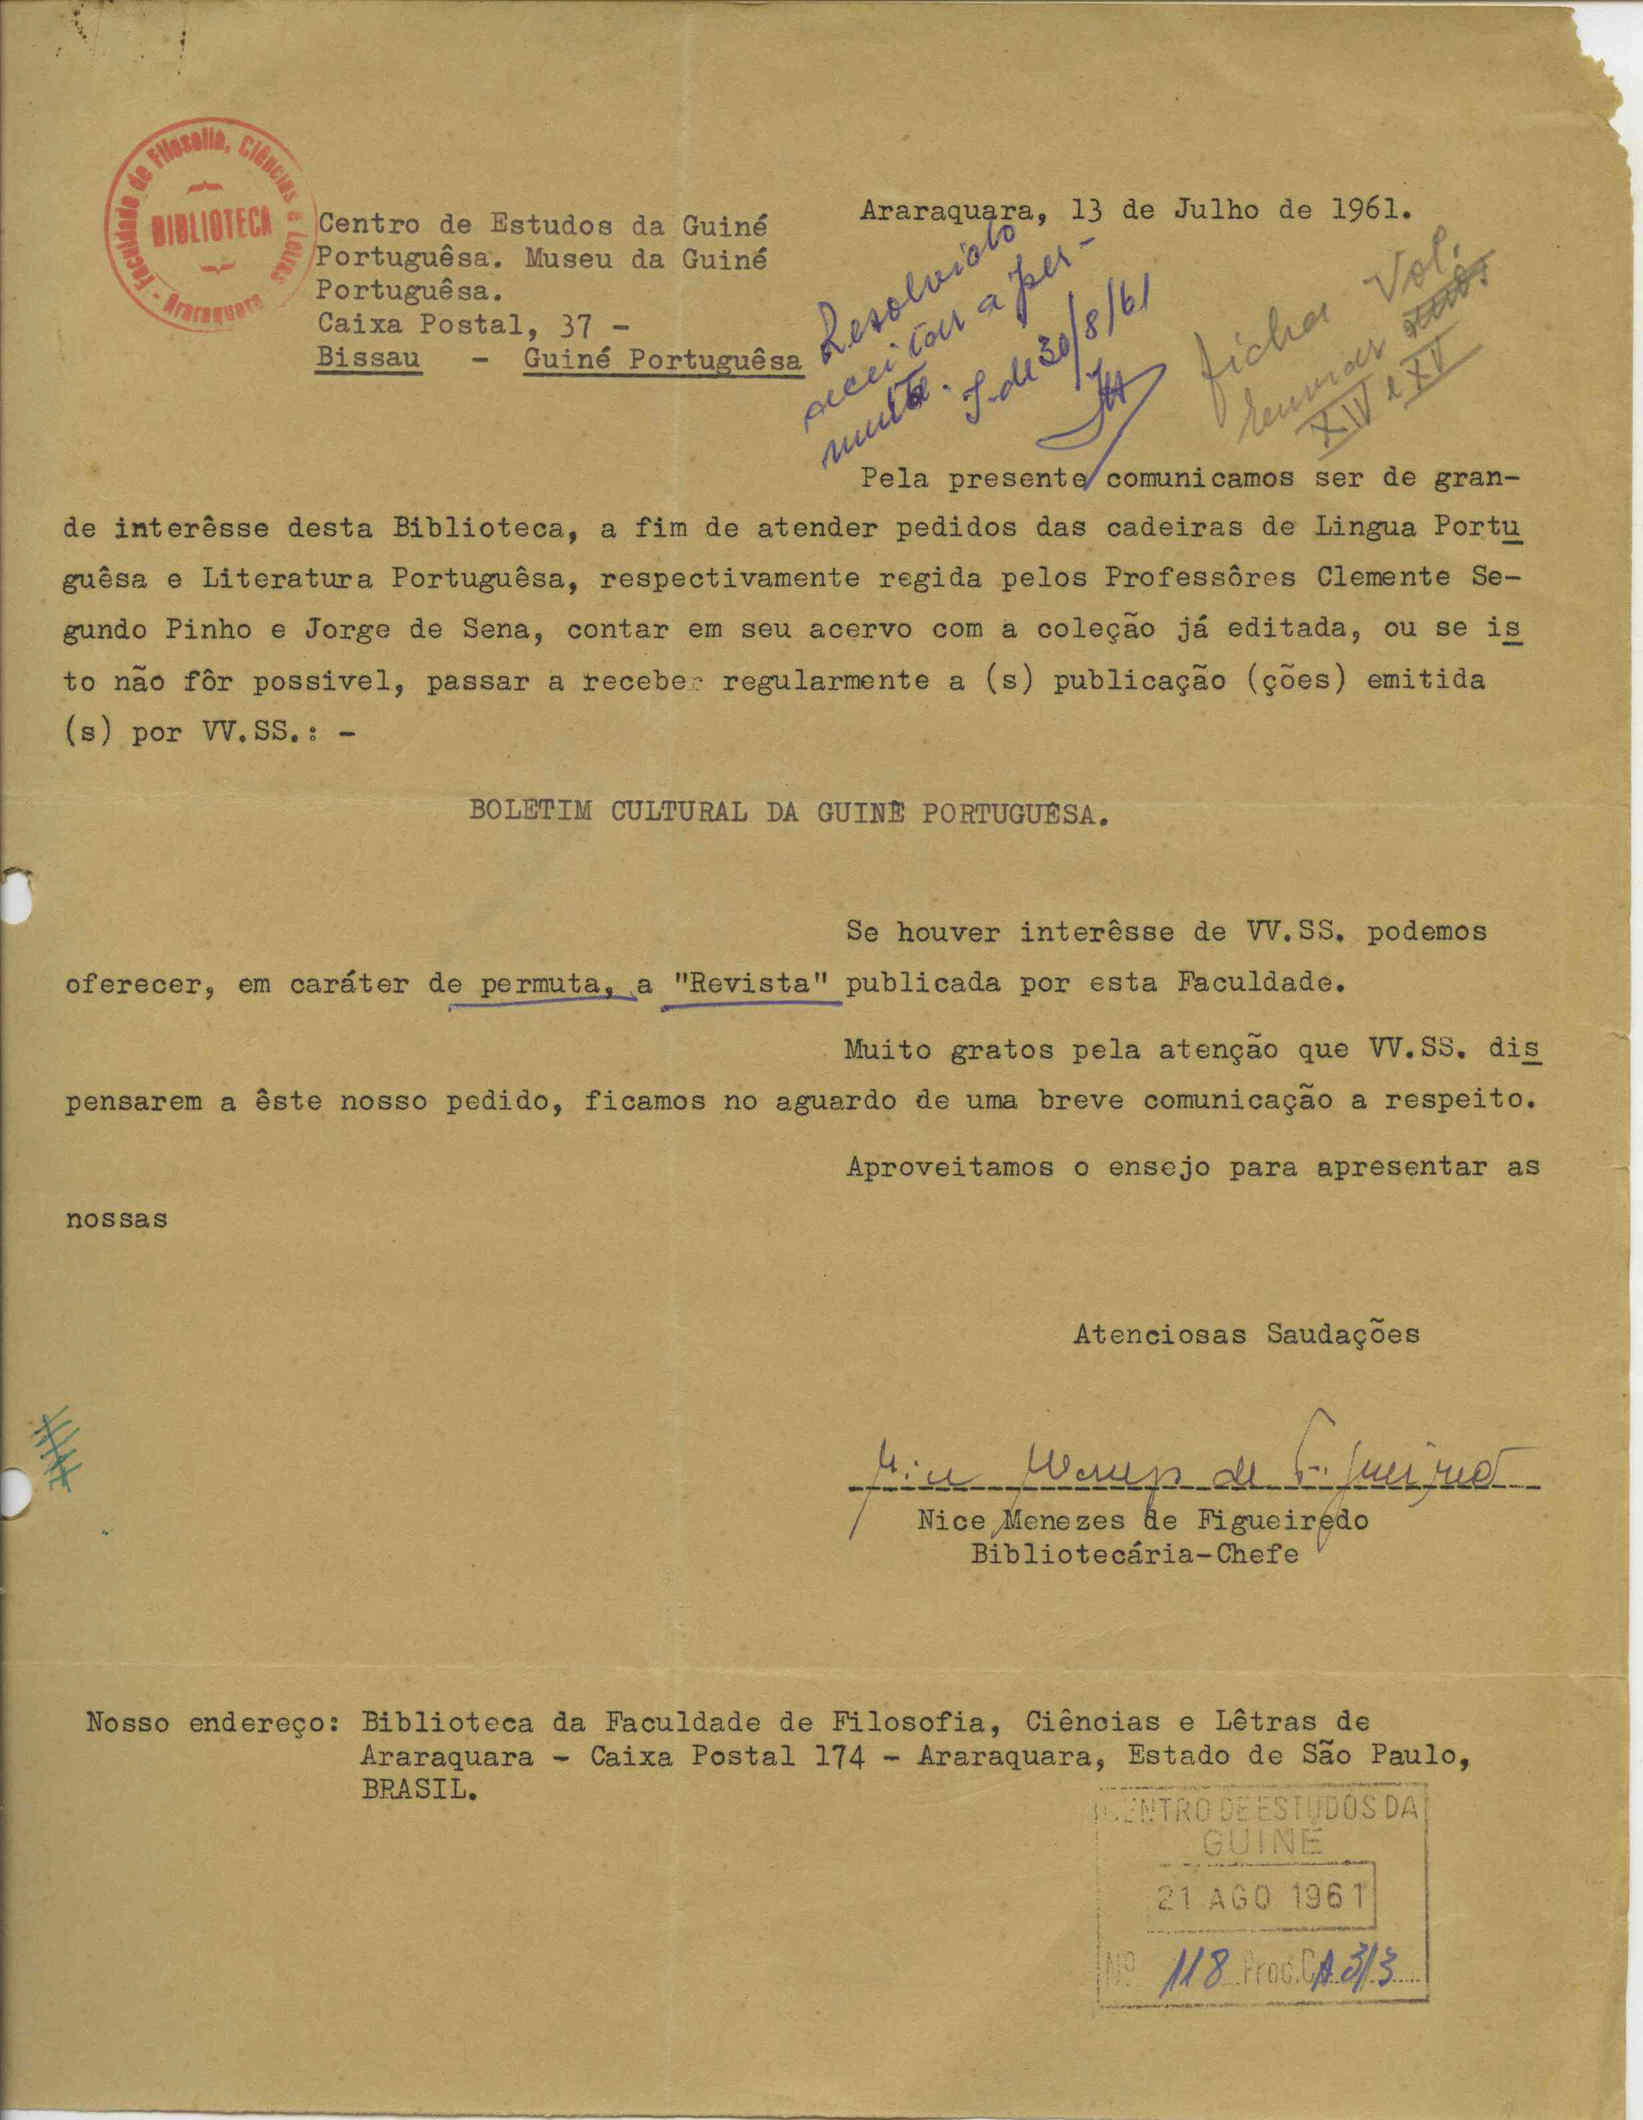 Faculdade de Filosofia, Ciências e Letras - Araraquara -
BIBLIOTECA
Araraquara, 13 de Julho de 1961.
Centro de Estudos da Guiné
Portuguêsa. Museu da Guiné
Portuguêsa.
Caixa Postal, 37 -
Bissau - Guiné Portuguêsa
Resolvido
aceitar a per-
muta.
30/8/61
ficha Vol.
XIV e XV
Pela presente comunicamos ser de gran-
de interêsse desta Biblioteca, a fim de atender pedidos das cadeiras de Lingua Portu
guêsa e Literatura Portuguêsa, respectivamente regida pelos Professôres Clemente Se-
gundo Pinho e Jorge de Sena, contar em seu acervo com a coleção já editada, ou se is
to não fôr possivel, passar a receber regularmente a (s) publicação (ções) emitida
(s) por VV.SS.: -
BOLETIM CULTURAL DA GUINÉ PORTUGUÊSA.
Se houver interêsse de VV.SS. podemos
oferecer, em caráter de permuta, a "Revista" publicada por esta Faculdade.
Muito gratos pela atenção que VV.SS. dis
pensarem a êste nosso pedido, ficamos no aguardo de uma breve comunicação a respeito.
Aproveitamos o ensejo para apresentar as
nossas
Atenciosas Saudações
Nice Menezes de Figueiredo
Nice Menezes de Figueiredo
Bibliotecária-Chefe
Nosso endereço: Biblioteca da Faculdade de Filosofia, Ciências e Lêtras de
Araraquara - Caixa Postal 174 - Araraquara, Estado de São Paulo,
BRASIL.
CENTRO DE ESTUDOS DA
GUINÉ
21 AGO 1961
Nº 118 Proc. CA 3/3